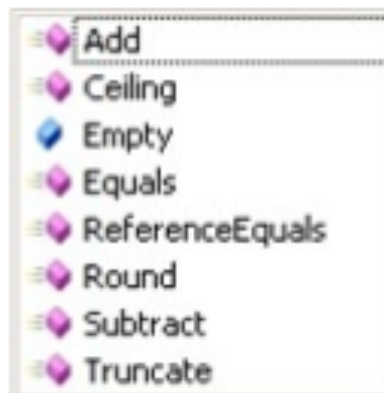 Add
Ceiling
Empty
Equals
ReferenceEquals
Round
Subtract
Truncate